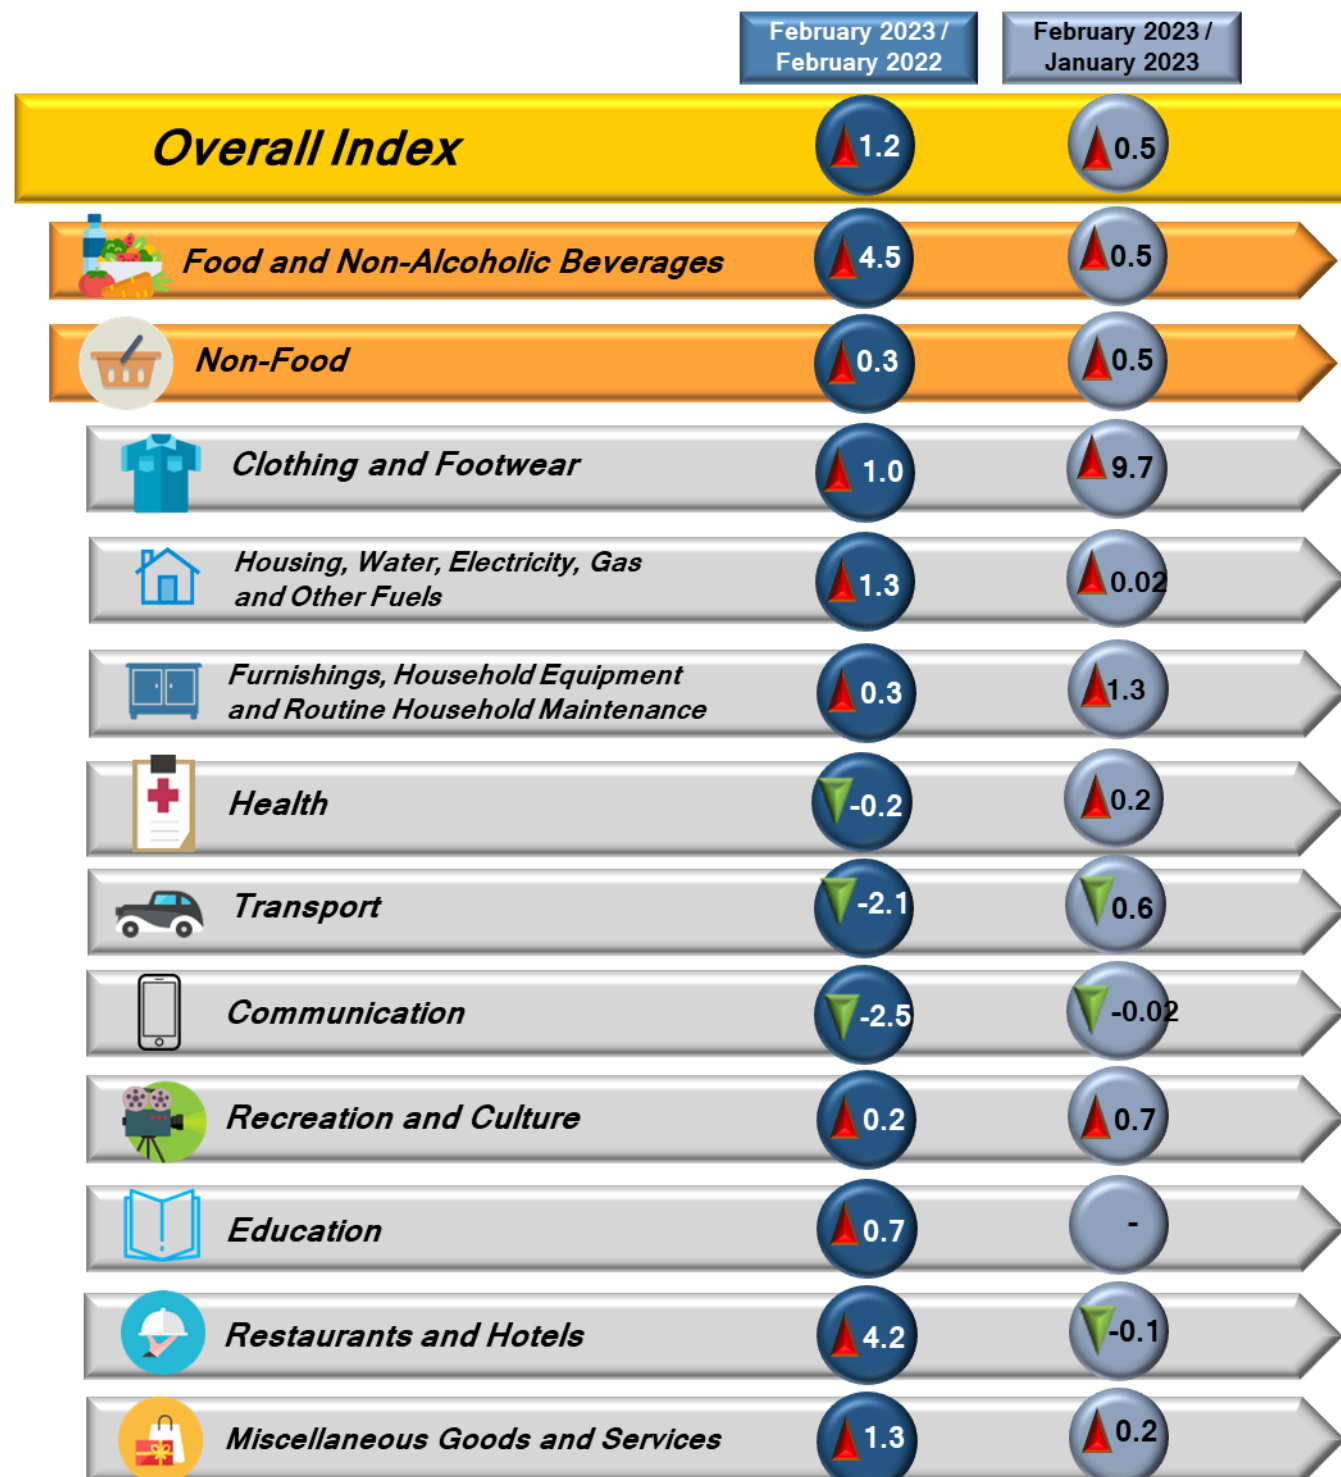 February 2023 /
February 2022
February 2023 /
January 2023
Overall Index
1.2
0.5
Food and Non-Alcoholic Beverages
4.5
0.5
Non-Food
0.3
0.5
Clothing and Footwear
1.0
9.7
Housing, Water, Electricity, Gas
and Other Fuels
1.3
0.02
Furnishings, Household Equipment
and Routine Household Maintenance
0.3
1.3
Health
-0.2
0.2
Transport
-2.1
0.6
Communication
-2.5
-0.02
Recreation and Culture
0.2
0.7
Education
0.7
-
Restaurants and Hotels
4.2
-0.1
Miscellaneous Goods and Services
1.3
0.2